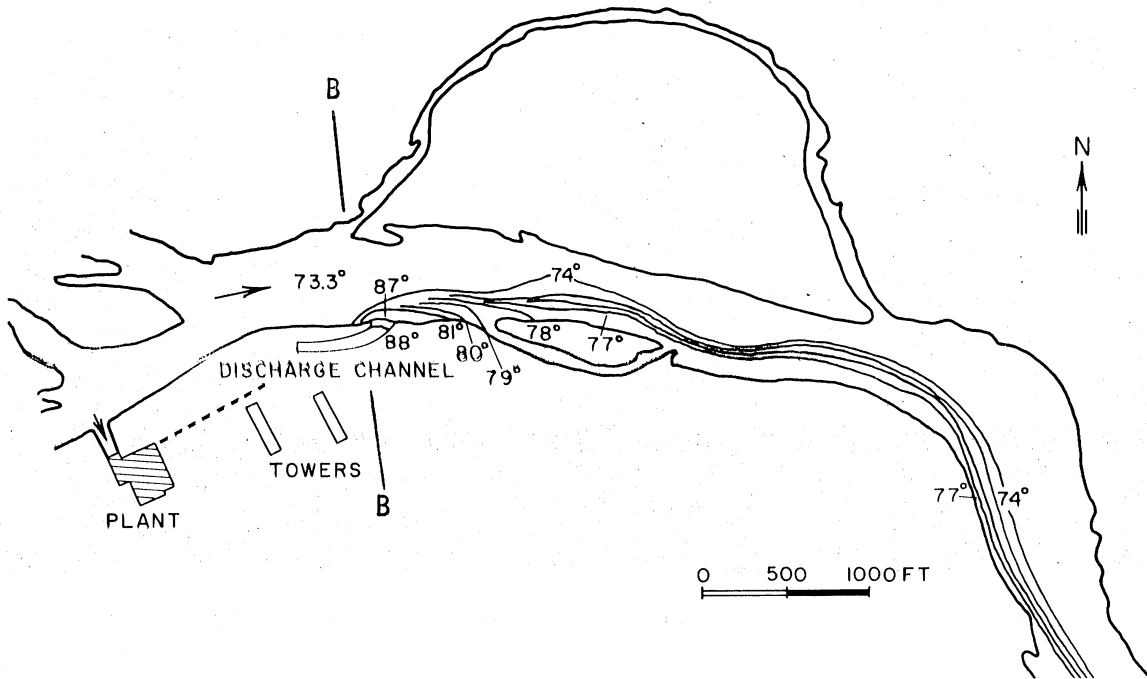 B
N
73.3°
87°
74°
88°
81°
80°
79°
78°
77°
DISCHARGE CHANNEL
TOWERS
B
PLANT
77°
74°
0 500 1000 FT